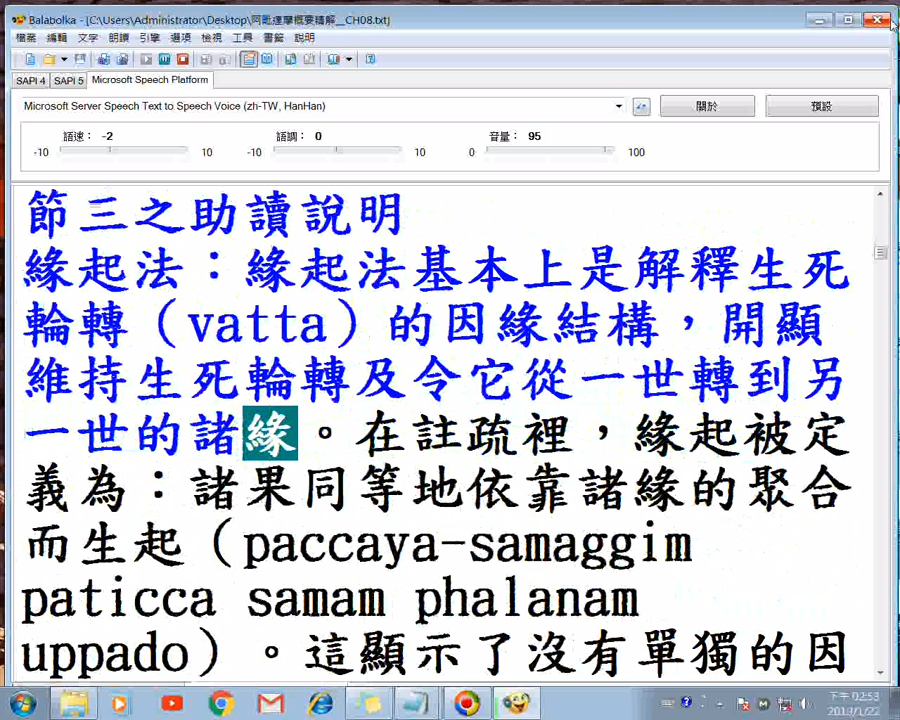 Balabolka - [C:\Users\Administrator\Desktop\阿毗達摩概要精解__CH08.txt]
檔案 編輯 文字 朗讀 引擎 選項 檢視 工具 書籤 說明
SAPI 4 SAPI 5 Microsoft Speech Platform
Microsoft Server Speech Text to Speech Voice (zh-TW, HanHan) 關於 預設
語速： -2 語調： 0 音量： 95
-10 10 -10 10 0 100
節三之助讀說明
緣起法：緣起法基本上是解釋生死
輪轉（vatta）的因緣結構，開顯
維持生死輪轉及令它從一世轉到另
一世的諸緣。在註疏裡，緣起被定
義為：諸果同等地依靠諸緣的聚合
而生起（paccaya-samaggim
paticca samam phalanam
uppado）。這顯示了沒有單獨的因
下午 02:53
2019/1/22